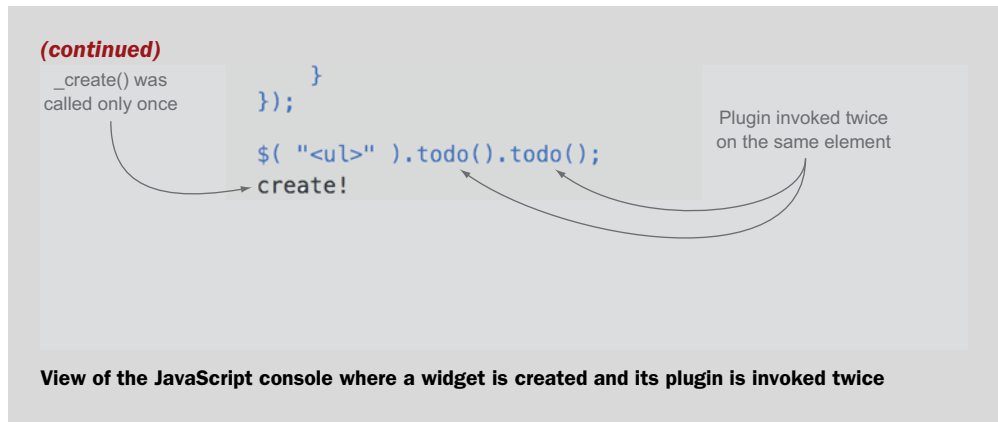 (continued)
_create() was
called only once
}
});
$( "<ul>" ).todo().todo();
create!
Plugin invoked twice
on the same element
View of the JavaScript console where a widget is created and its plugin is invoked twice